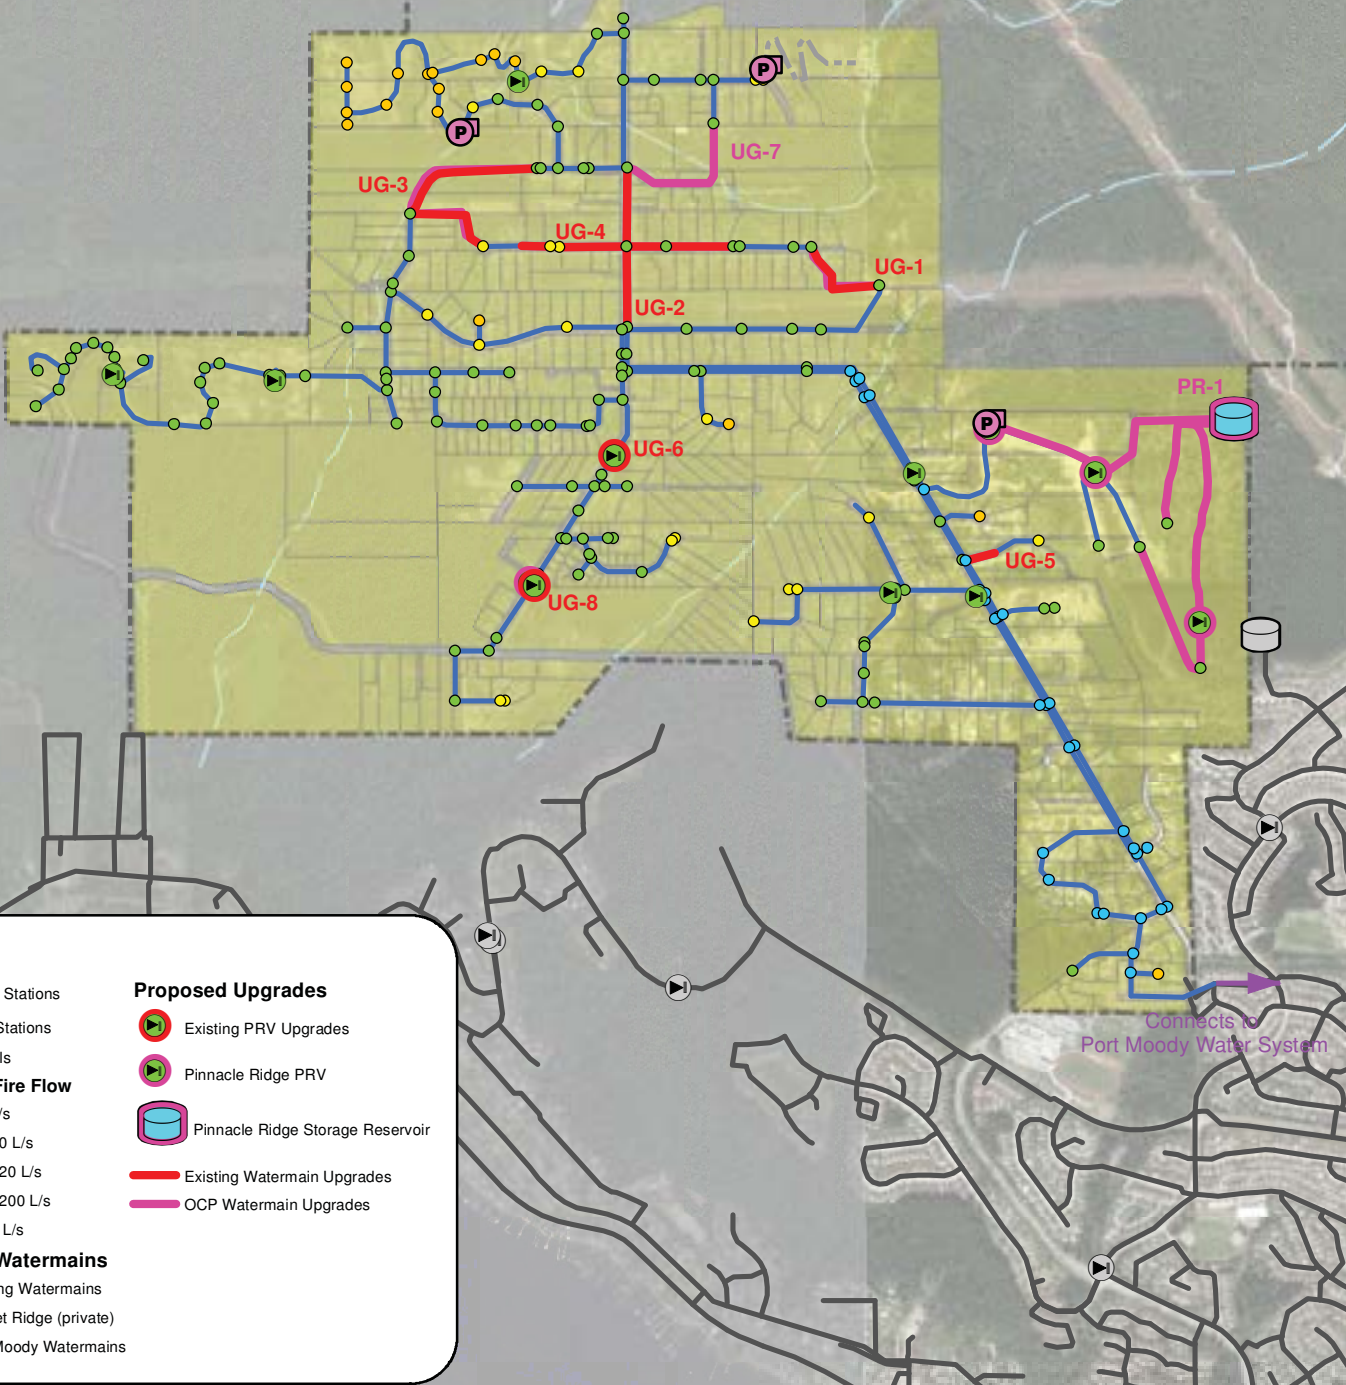 P
P
UG-7
UG-3
UG-4
UG-1
UG-2
PR-1
P
UG-6
UG-5
UG-8
Connects to
Port Moody Water System
Stations
Proposed Upgrades
Stations
Existing PRV Upgrades
ls
Pinnacle Ridge PRV
Fire Flow
/s
0 L/s
Pinnacle Ridge Storage Reservoir
20 L/s
Existing Watermain Upgrades
200 L/s
OCP Watermain Upgrades
L/s
Watermains
ng Watermains
et Ridge (private)
Moody Watermains